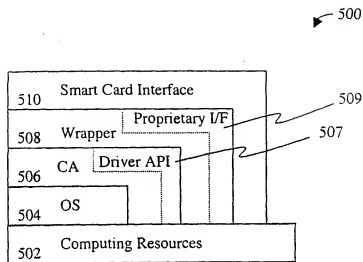 500
510 Smart Card Interface
Proprietary I/F
509
508 Wrapper
507
506 CA
Driver API
504 OS
502 Computing Resources